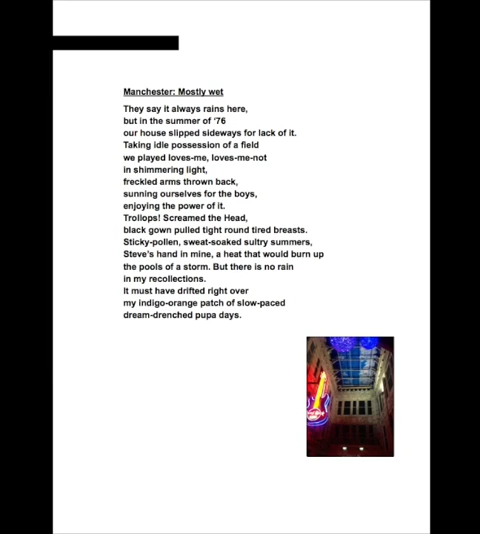 Manchester: Mostly wet
They say it always rains here,
but in the summer of ‘76
our house slipped sideways for lack of it.
Taking idle possession of a field
we played loves-me, loves-me-not
in shimmering light,
freckled arms thrown back,
sunning ourselves for the boys,
enjoying the power of it.
Trollops! Screamed the Head,
black gown pulled tight round tired breasts.
Sticky-pollen, sweat-soaked sultry summers,
Steve’s hand in mine, a heat that would burn up
the pools of a storm. But there is no rain
in my recollections.
It must have drifted right over
my indigo-orange patch of slow-paced
dream-drenched pupa days.